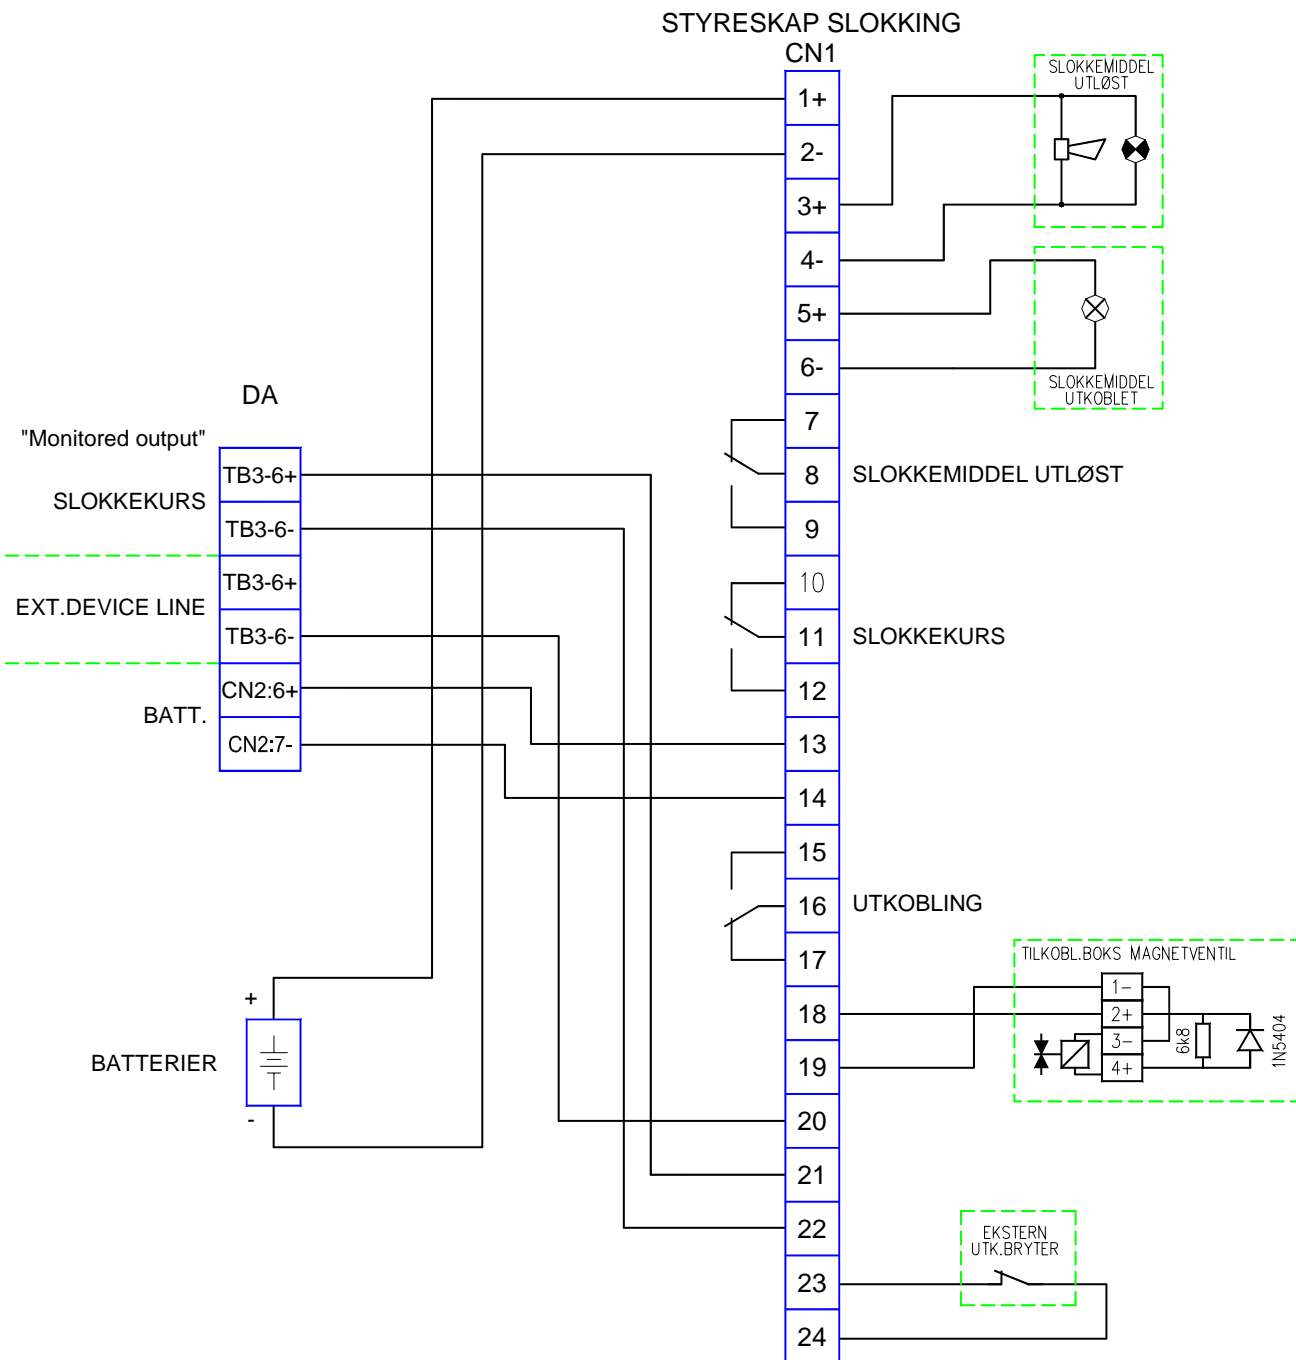 STYRESKAP SLOKKING
CN1
1+
2-
3+
4-
5+
6-
7
8
9
10
11
12
13
14
15
16
17
18
19
20
21
22
23
24
SLOKKEMIDDEL
UTLØST
SLOKKEMIDDEL
UTKOBLET
SLOKKEMIDDEL UTLØST
SLOKKEKURS
UTKOBLING
DA
"Monitored output"
SLOKKEKURS
EXT.DEVICE LINE
BATT.
TB3-6+
TB3-6-
TB3-6+
TB3-6-
CN2:6+
CN2:7-
+
BATTERIER
-
TILKOBL.BOKS MAGNETVENTIL
1-
2+
3-
4+
6k8
1N5404
EKSTERN
UTK.BRYTER